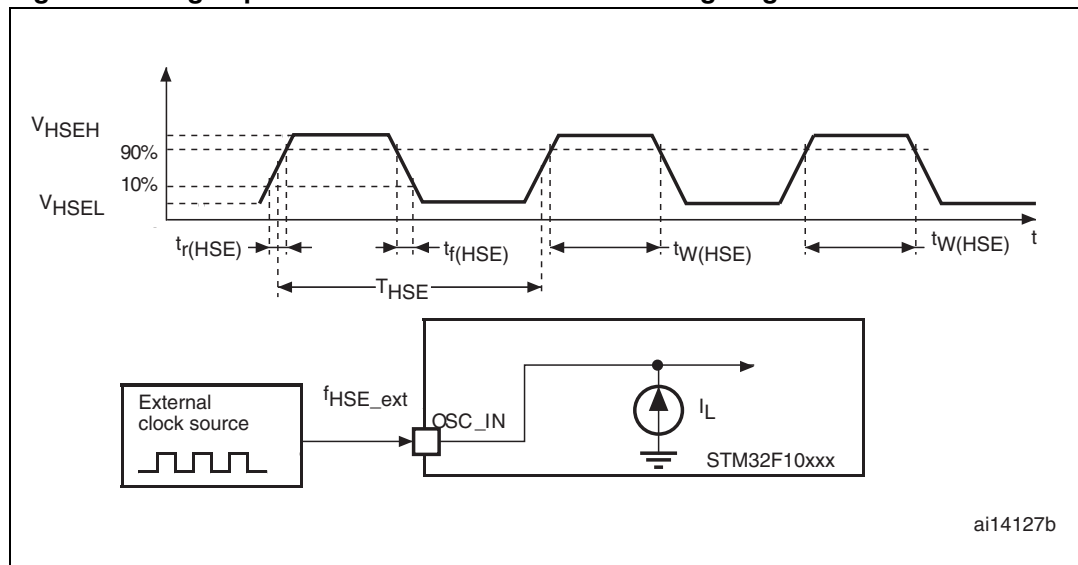 VHSEH
90%
10%
VHSEL
tr(HSE)
tf(HSE)
tW(HSE)
tW(HSE)
t
THSE
External
clock source
fHSE_ext
OSC_IN
IL
STM32F10xxx
ai14127b